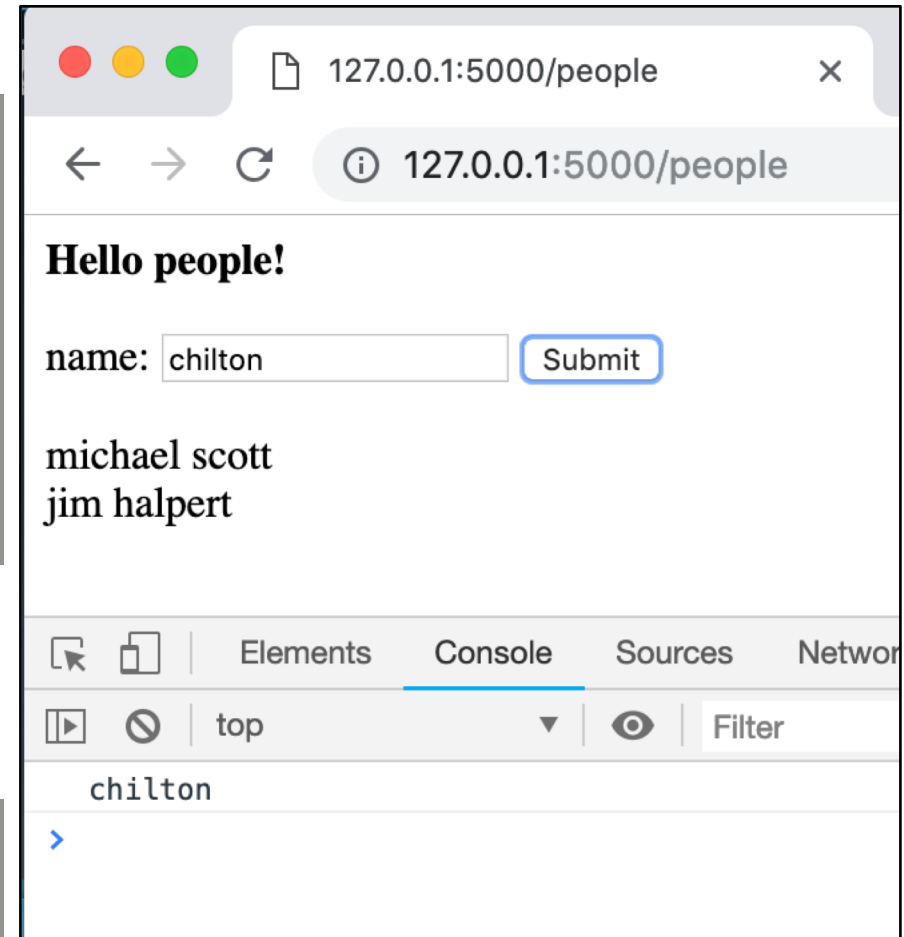 127.0.0.1:5000/people
127.0.0.1:5000/people
Hello people!
name: chilton Submit
michael scott
jim halpert
Elements Console Sources Networ
top Filter
chilton